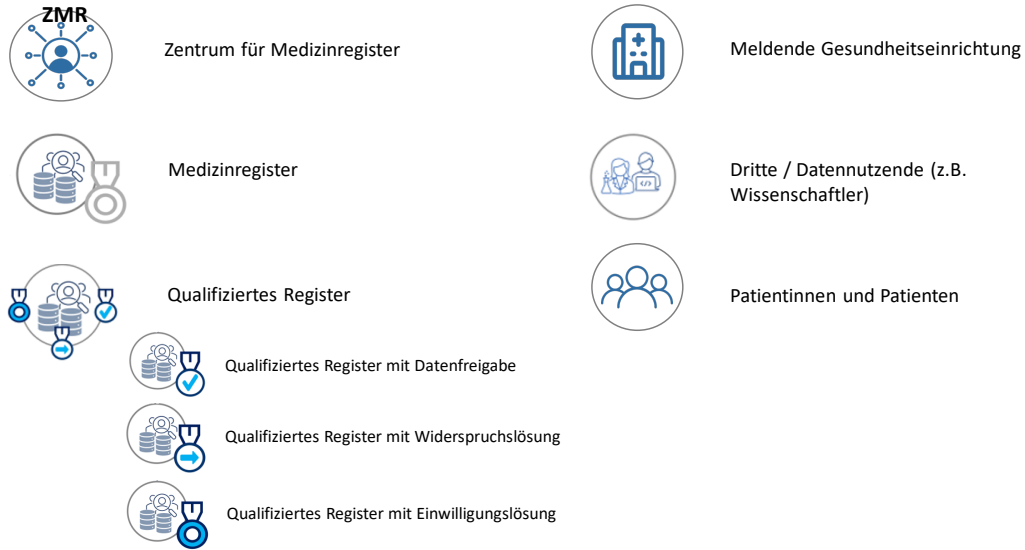 ZMR
Zentrum für Medizinregister
Medizinregister
Qualifiziertes Register
Qualifiziertes Register mit Datenfreigabe
Qualifiziertes Register mit Widerspruchslösung
Qualifiziertes Register mit Einwilligungslösung
Meldende Gesundheitseinrichtung
Dritte / Datennutzende (z.B.
Wissenschaftler)
Patientinnen und Patienten